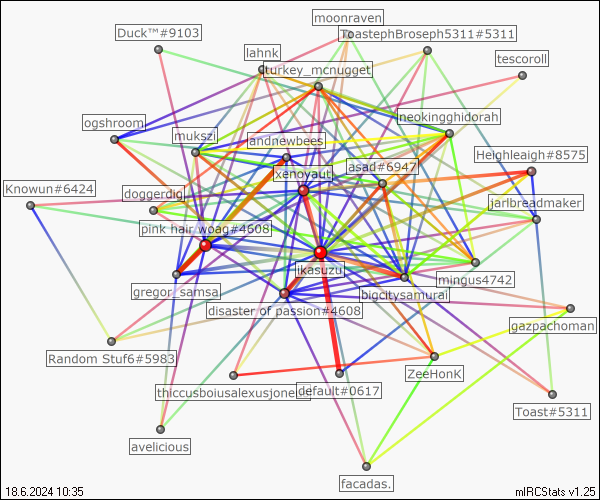 moonraven
Duck™#9103
ToastephBroseph5311#5311
lahnk
tescoroll
turkey_mcnugget
ogshroom
neokingghidorah
mukszi
andnewbees
Heighleaigh#8575
xenoyaut
asad#6947
Knowun#6424
doggerdig
jarlbreadmaker
pink hair woag#4608
ikasuzu
mingus4742
gregor_samsa
bigcitysamurai
disaster of passion#4608
gazpachoman
Random Stuf6#5983
ZeeHonK
thiccusboiusalexusjone
default#0617
Toast#5311
avelicious
facadas.
18.6.2024 10:35
mIRCStats v1.25